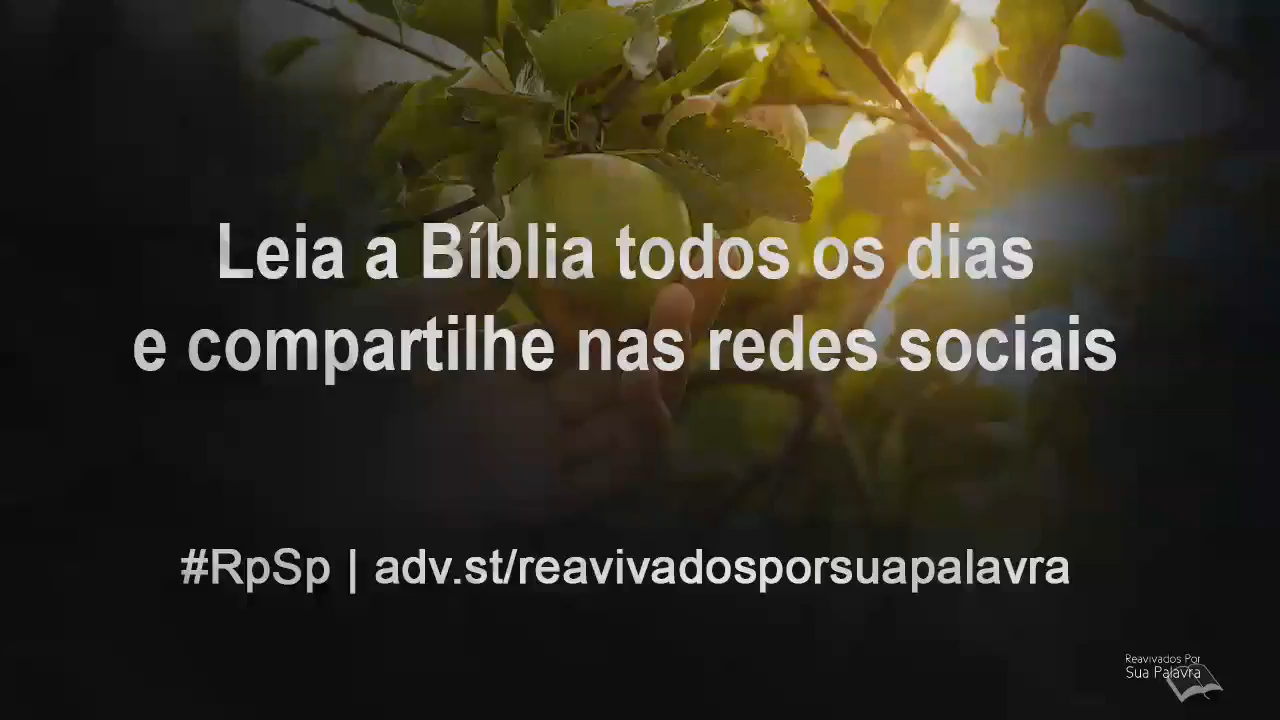 Leia a Bíblia todos os dias
e compartilhe nas redes sociais
#RpSp | adv.st/reavivadosporsuapalavra
Reavivados Por
Sua Palavra